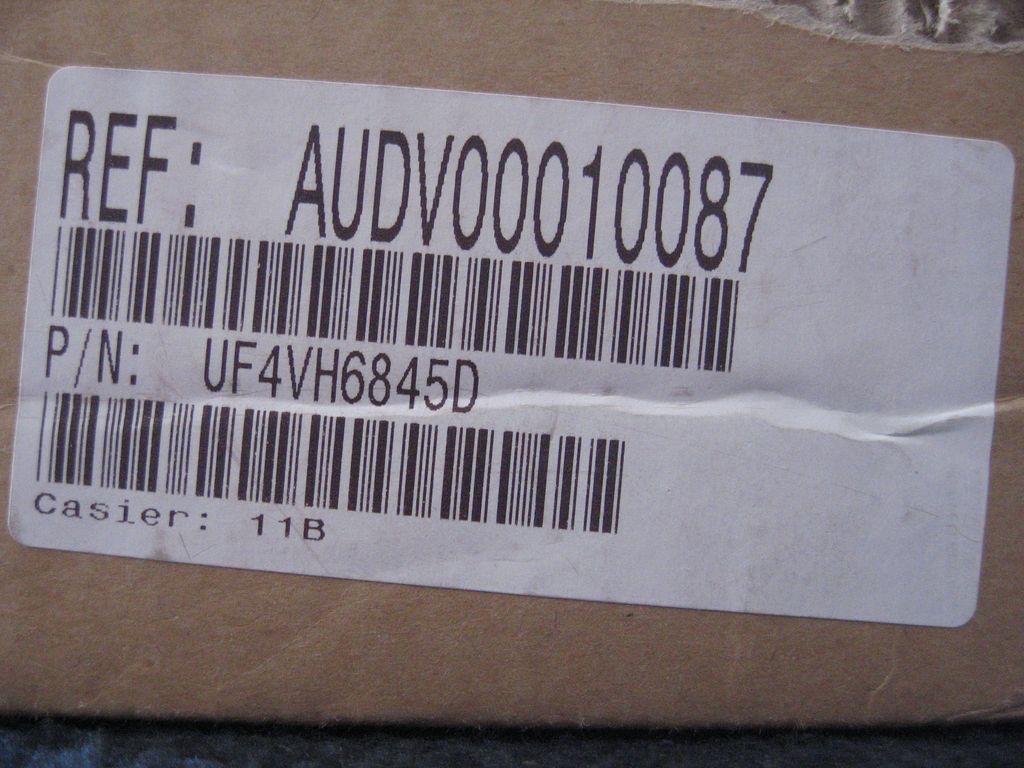 REF: AUDV00010087
P/N: UF4VH6845D
Casier: 11B